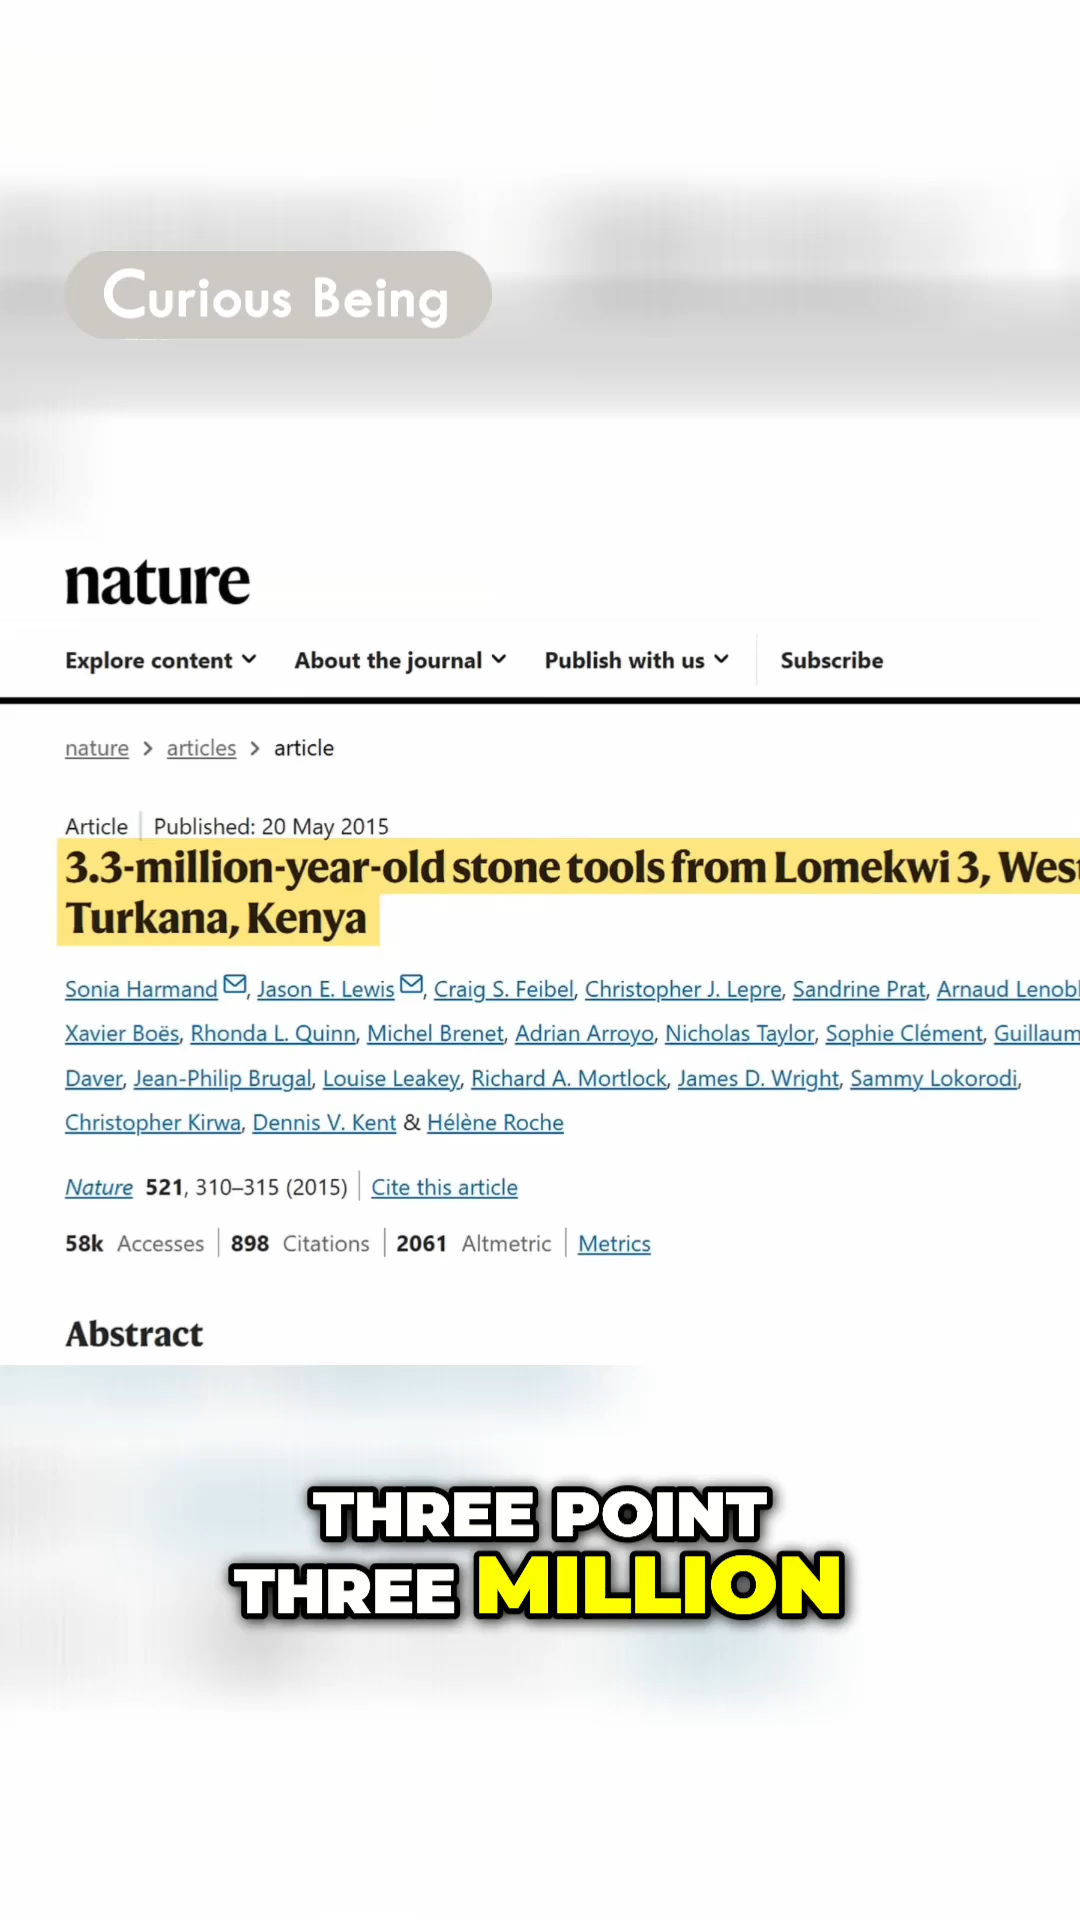 Curious Being
nature
Explore content About the journal Publish with us Subscribe
nature > articles > article
Article | Published: 20 May 2015
3.3-million-year-old stone tools from Lomekwi 3, West
Turkana, Kenya
Sonia Harmand, Jason E. Lewis, Craig S. Feibel, Christopher J. Lepre, Sandrine Prat, Arnaud Lenobl
Xavier Boës, Rhonda L. Quinn, Michel Brenet, Adrian Arroyo, Nicholas Taylor, Sophie Clément, Guillaum
Daver, Jean-Philip Brugal, Louise Leakey, Richard A. Mortlock, James D. Wright, Sammy Lokorodi,
Christopher Kirwa, Dennis V. Kent & Hélène Roche
Nature 521, 310–315 (2015) | Cite this article
58k Accesses | 898 Citations | 2061 Altmetric | Metrics
Abstract
THREE POINT
THREE MILLION